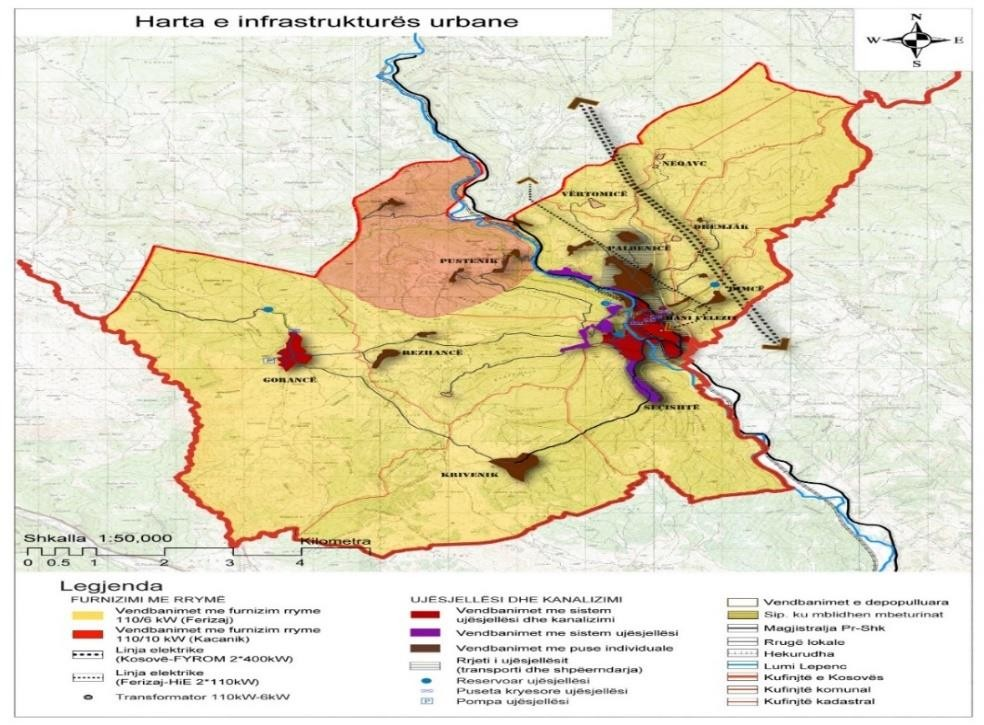 Harta e infrastrukturës urbane
N
W E
S
NEQAVC
VËRTOMICË
DREMJAK
PALDENICË
PUSTENIK
DIMCË
HANI I ELEZIT
REZHANCË
P
GORANCË
SEÇISHTË
KRIVENIK
Shkalla 1:50,000
Kilometra
0 0.5 1 2 3 4
Legjenda
FURNIZIMI ME RRYMË
Vendbanimet me furnizim rryme
110/6 kW (Ferizaj)
Vendbanimet me furnizim rryme
110/10 kW (Kacanik)
Linja elektrike
(Kosovë-FYROM 2*400kW)
Linja elektrike
(Ferizaj-HiE 2*110kW)
Transformator 110kW-6kW
UJËSJELLËSI DHE KANALIZIMI
Vendbanimet me sistem
ujësjellësi dhe kanalizimi
Vendbanimet me sistem ujësjellësi
Vendbanimet me puse individuale
Rrjeti i ujësjellësit
(transporti dhe shpëerndarja)
Reservoar ujësjellësi
Puseta kryesore ujësjellësi
P Pompa ujësjellësi
Vendbanimet e depopulluara
Sip. ku mblidhen mbeturinat
Magjistralja Pr-Shk
Rrugë lokale
Hekurudha
Lumi Lepenc
Kufinjtë e Kosovës
Kufinjtë komunal
Kufinjtë kadastral